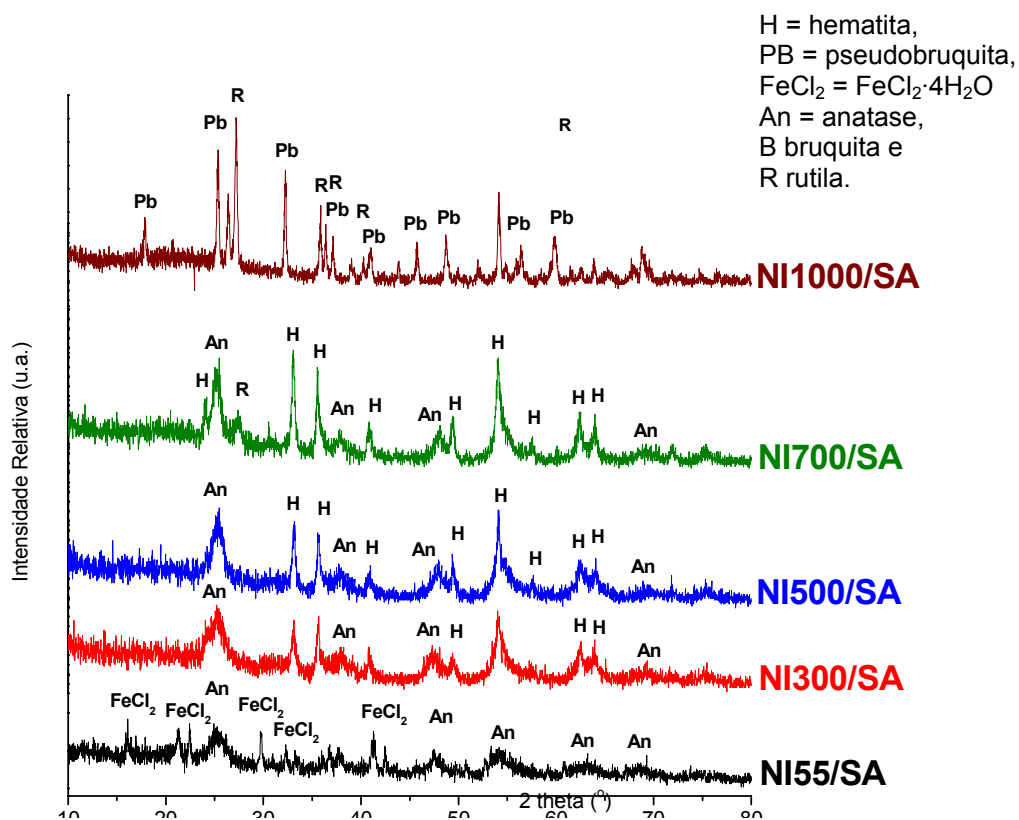 H = hematita,
PB = pseudobruquita,
FeCl₂ = FeCl₂·4H₂O
An = anatase,
B bruquita e
R rutila.
R
R
Pb
Pb
R R
Pb R
Pb
Pb
Pb
Pb
Pb
Pb
NI1000/SA
An
H
R
H
H
An
H
An
H
H
H
H
H
An
NI700/SA
An
H
H
An
H
An
H
H
H
H
H
An
NI500/SA
An
An
An
H
H
H
An
NI300/SA
FeCl₂
FeCl₂
An
FeCl₂
FeCl₂
FeCl₂
An
An
An
An
NI55/SA
Intensidade Relativa (u.a.)
10 20 30 40 50 60 70 80
2 theta (°)